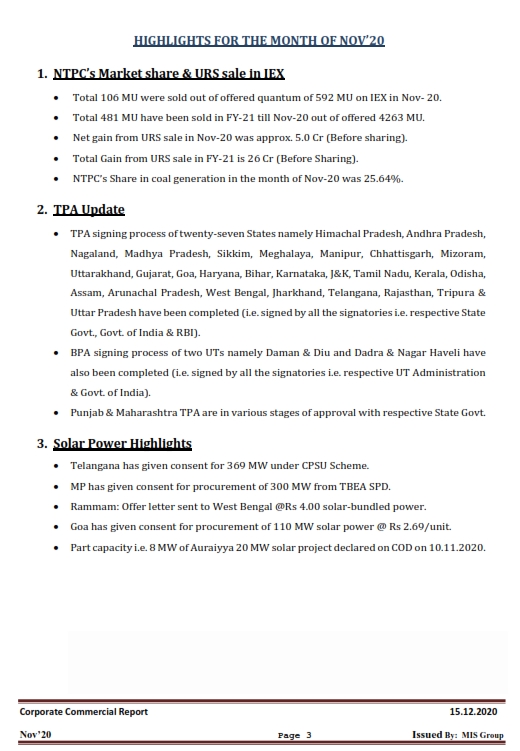 HIGHLIGHTS FOR THE MONTH OF NOV'20
1. NTPC's Market share & URS sale in IEX
• Total 106 MU were sold out of offered quantum of 592 MU on IEX in Nov- 20.
• Total 481 MU have been sold in FY-21 till Nov-20 out of offered 4263 MU.
• Net gain from URS sale in Nov-20 was approx. 5.0 Cr (Before sharing).
• Total Gain from URS sale in FY-21 is 26 Cr (Before Sharing).
• NTPC's Share in coal generation in the month of Nov-20 was 25.64%.
2. TPA Update
• TPA signing process of twenty-seven States namely Himachal Pradesh, Andhra Pradesh,
Nagaland, Madhya Pradesh, Sikkim, Meghalaya, Manipur, Chhattisgarh, Mizoram,
Uttarakhand, Gujarat, Goa, Haryana, Bihar, Karnataka, J&K, Tamil Nadu, Kerala, Odisha,
Assam, Arunachal Pradesh, West Bengal, Jharkhand, Telangana, Rajasthan, Tripura &
Uttar Pradesh have been completed (i.e. signed by all the signatories i.e. respective State
Govt., Govt. of India & RBI).
• BPA signing process of two UTs namely Daman & Diu and Dadra & Nagar Haveli have
also been completed (i.e. signed by all the signatories i.e. respective UT Administration
& Govt. of India).
• Punjab & Maharashtra TPA are in various stages of approval with respective State Govt.
3. Solar Power Highlights
• Telangana has given consent for 369 MW under CPSU Scheme.
• MP has given consent for procurement of 300 MW from TBEA SPD.
• Rammam: Offer letter sent to West Bengal @Rs 4.00 solar-bundled power.
• Goa has given consent for procurement of 110 MW solar power @ Rs 2.69/unit.
• Part capacity i.e. 8 MW of Auraiyya 20 MW solar project declared on COD on 10.11.2020.
Corporate Commercial Report 15.12.2020
Nov'20 Page 3 Issued By: MIS Group